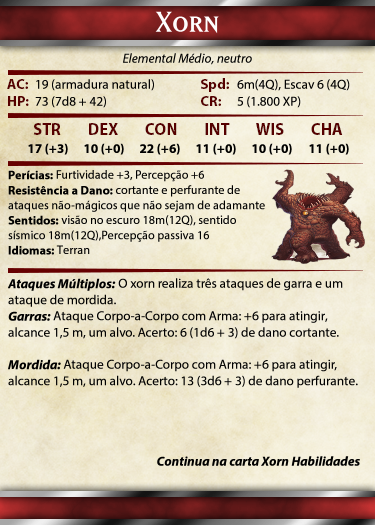 Xorn
Elemental Médio, neutro
AC: 19 (armadura natural) Spd: 6m(4Q), Escav 6 (4Q)
HP: 73 (7d8 + 42) CR: 5 (1.800 XP)
STR DEX CON INT WIS CHA
17 (+3) 10 (+0) 22 (+6) 11 (+0) 10 (+0) 11 (+0)
Perícias: Furtividade +3, Percepção +6
Resistência a Dano: cortante e perfurante de
ataques não-mágicos que não sejam de adamante
Sentidos: visão no escuro 18m(12Q), sentido
sísmico 18m(12Q),Percepção passiva 16
Idiomas: Terran
Ataques Múltiplos: O xorn realiza três ataques de garra e um
ataque de mordida.
Garras: Ataque Corpo-a-Corpo com Arma: +6 para atingir,
alcance 1,5 m, um alvo. Acerto: 6 (1d6 + 3) de dano cortante.
Mordida: Ataque Corpo-a-Corpo com Arma: +6 para atingir,
alcance 1,5 m, um alvo. Acerto: 13 (3d6 + 3) de dano perfurante.
Continua na carta Xorn Habilidades